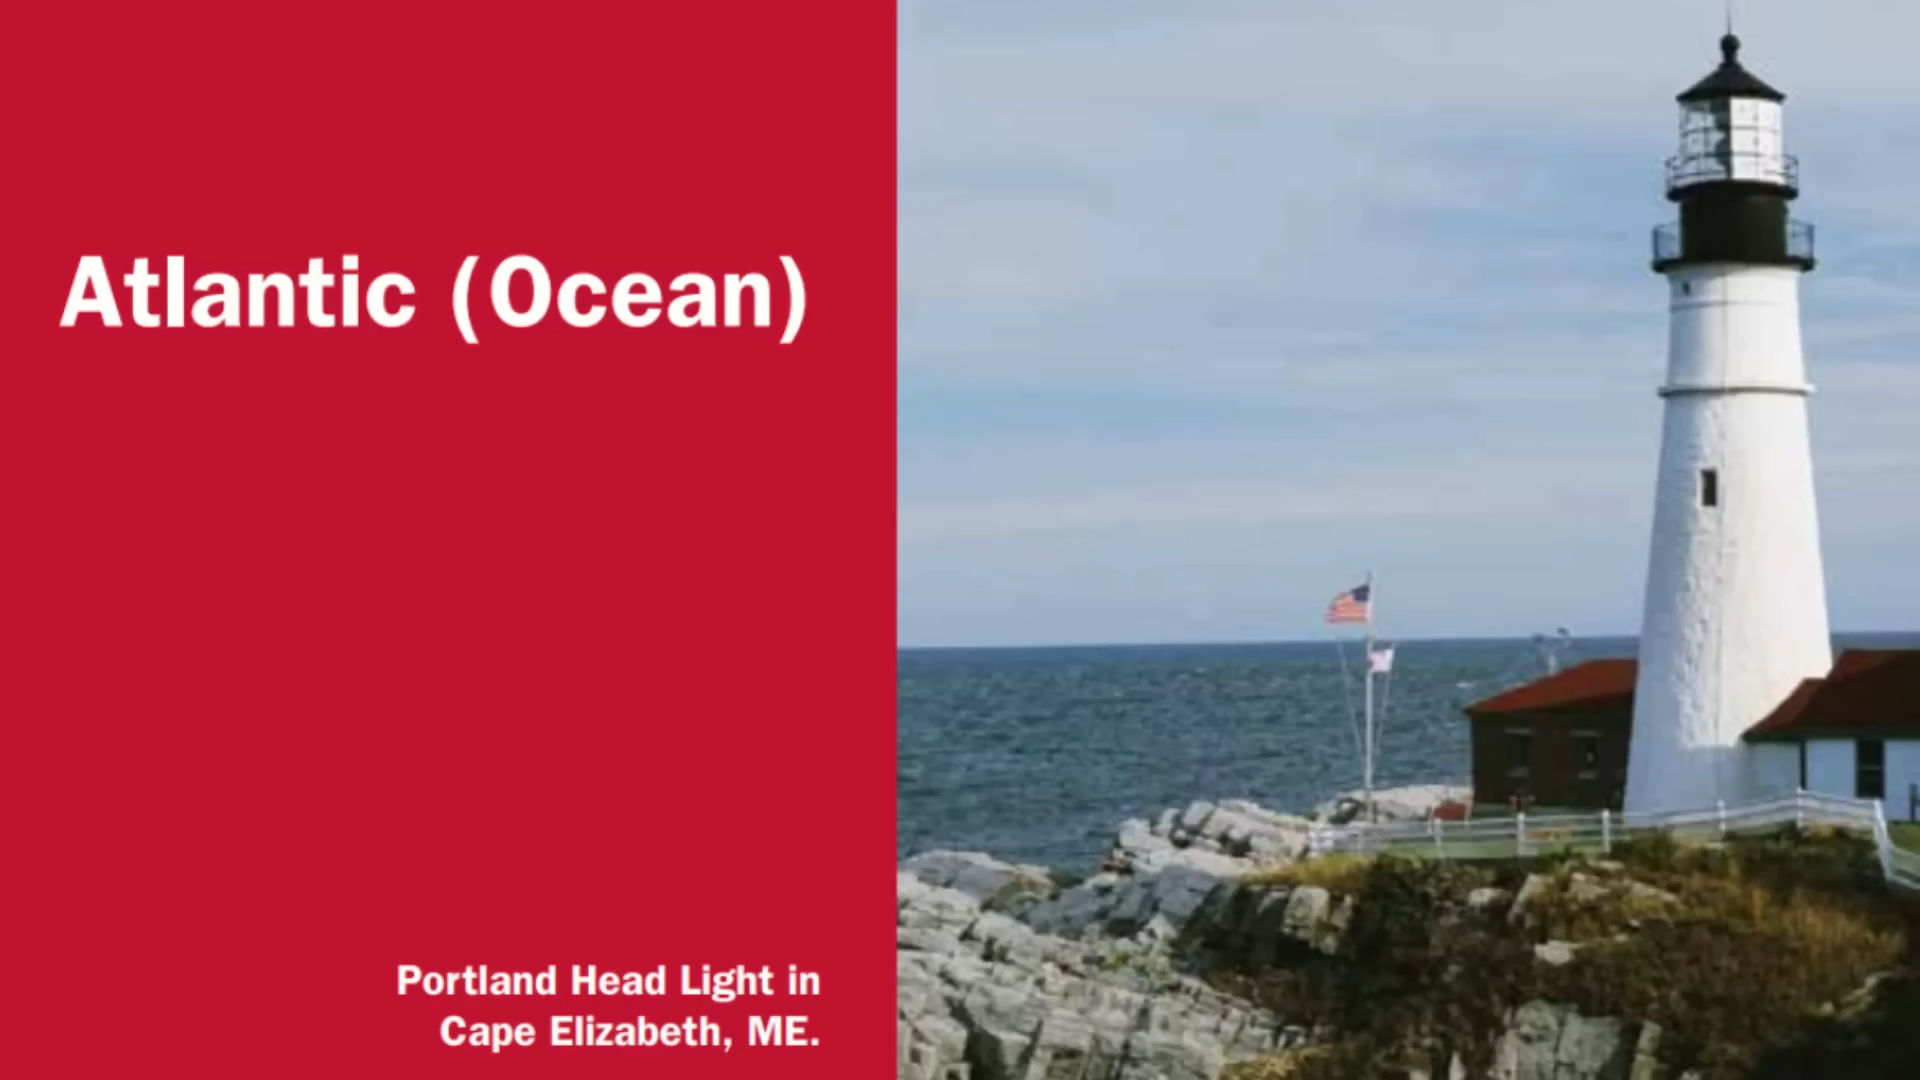 Atlantic (Ocean)
Portland Head Light in
Cape Elizabeth, ME.